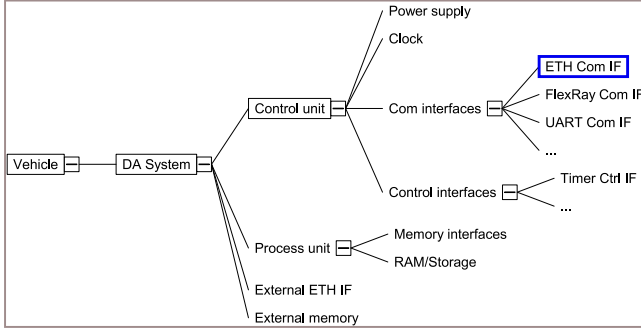 Power supply
Clock
ETH Com IF
Control unit
Com interfaces
FlexRay Com IF
UART Com IF
...
Vehicle
DA System
Control interfaces
Timer Ctrl IF
...
Process unit
Memory interfaces
RAM/Storage
External ETH IF
External memory